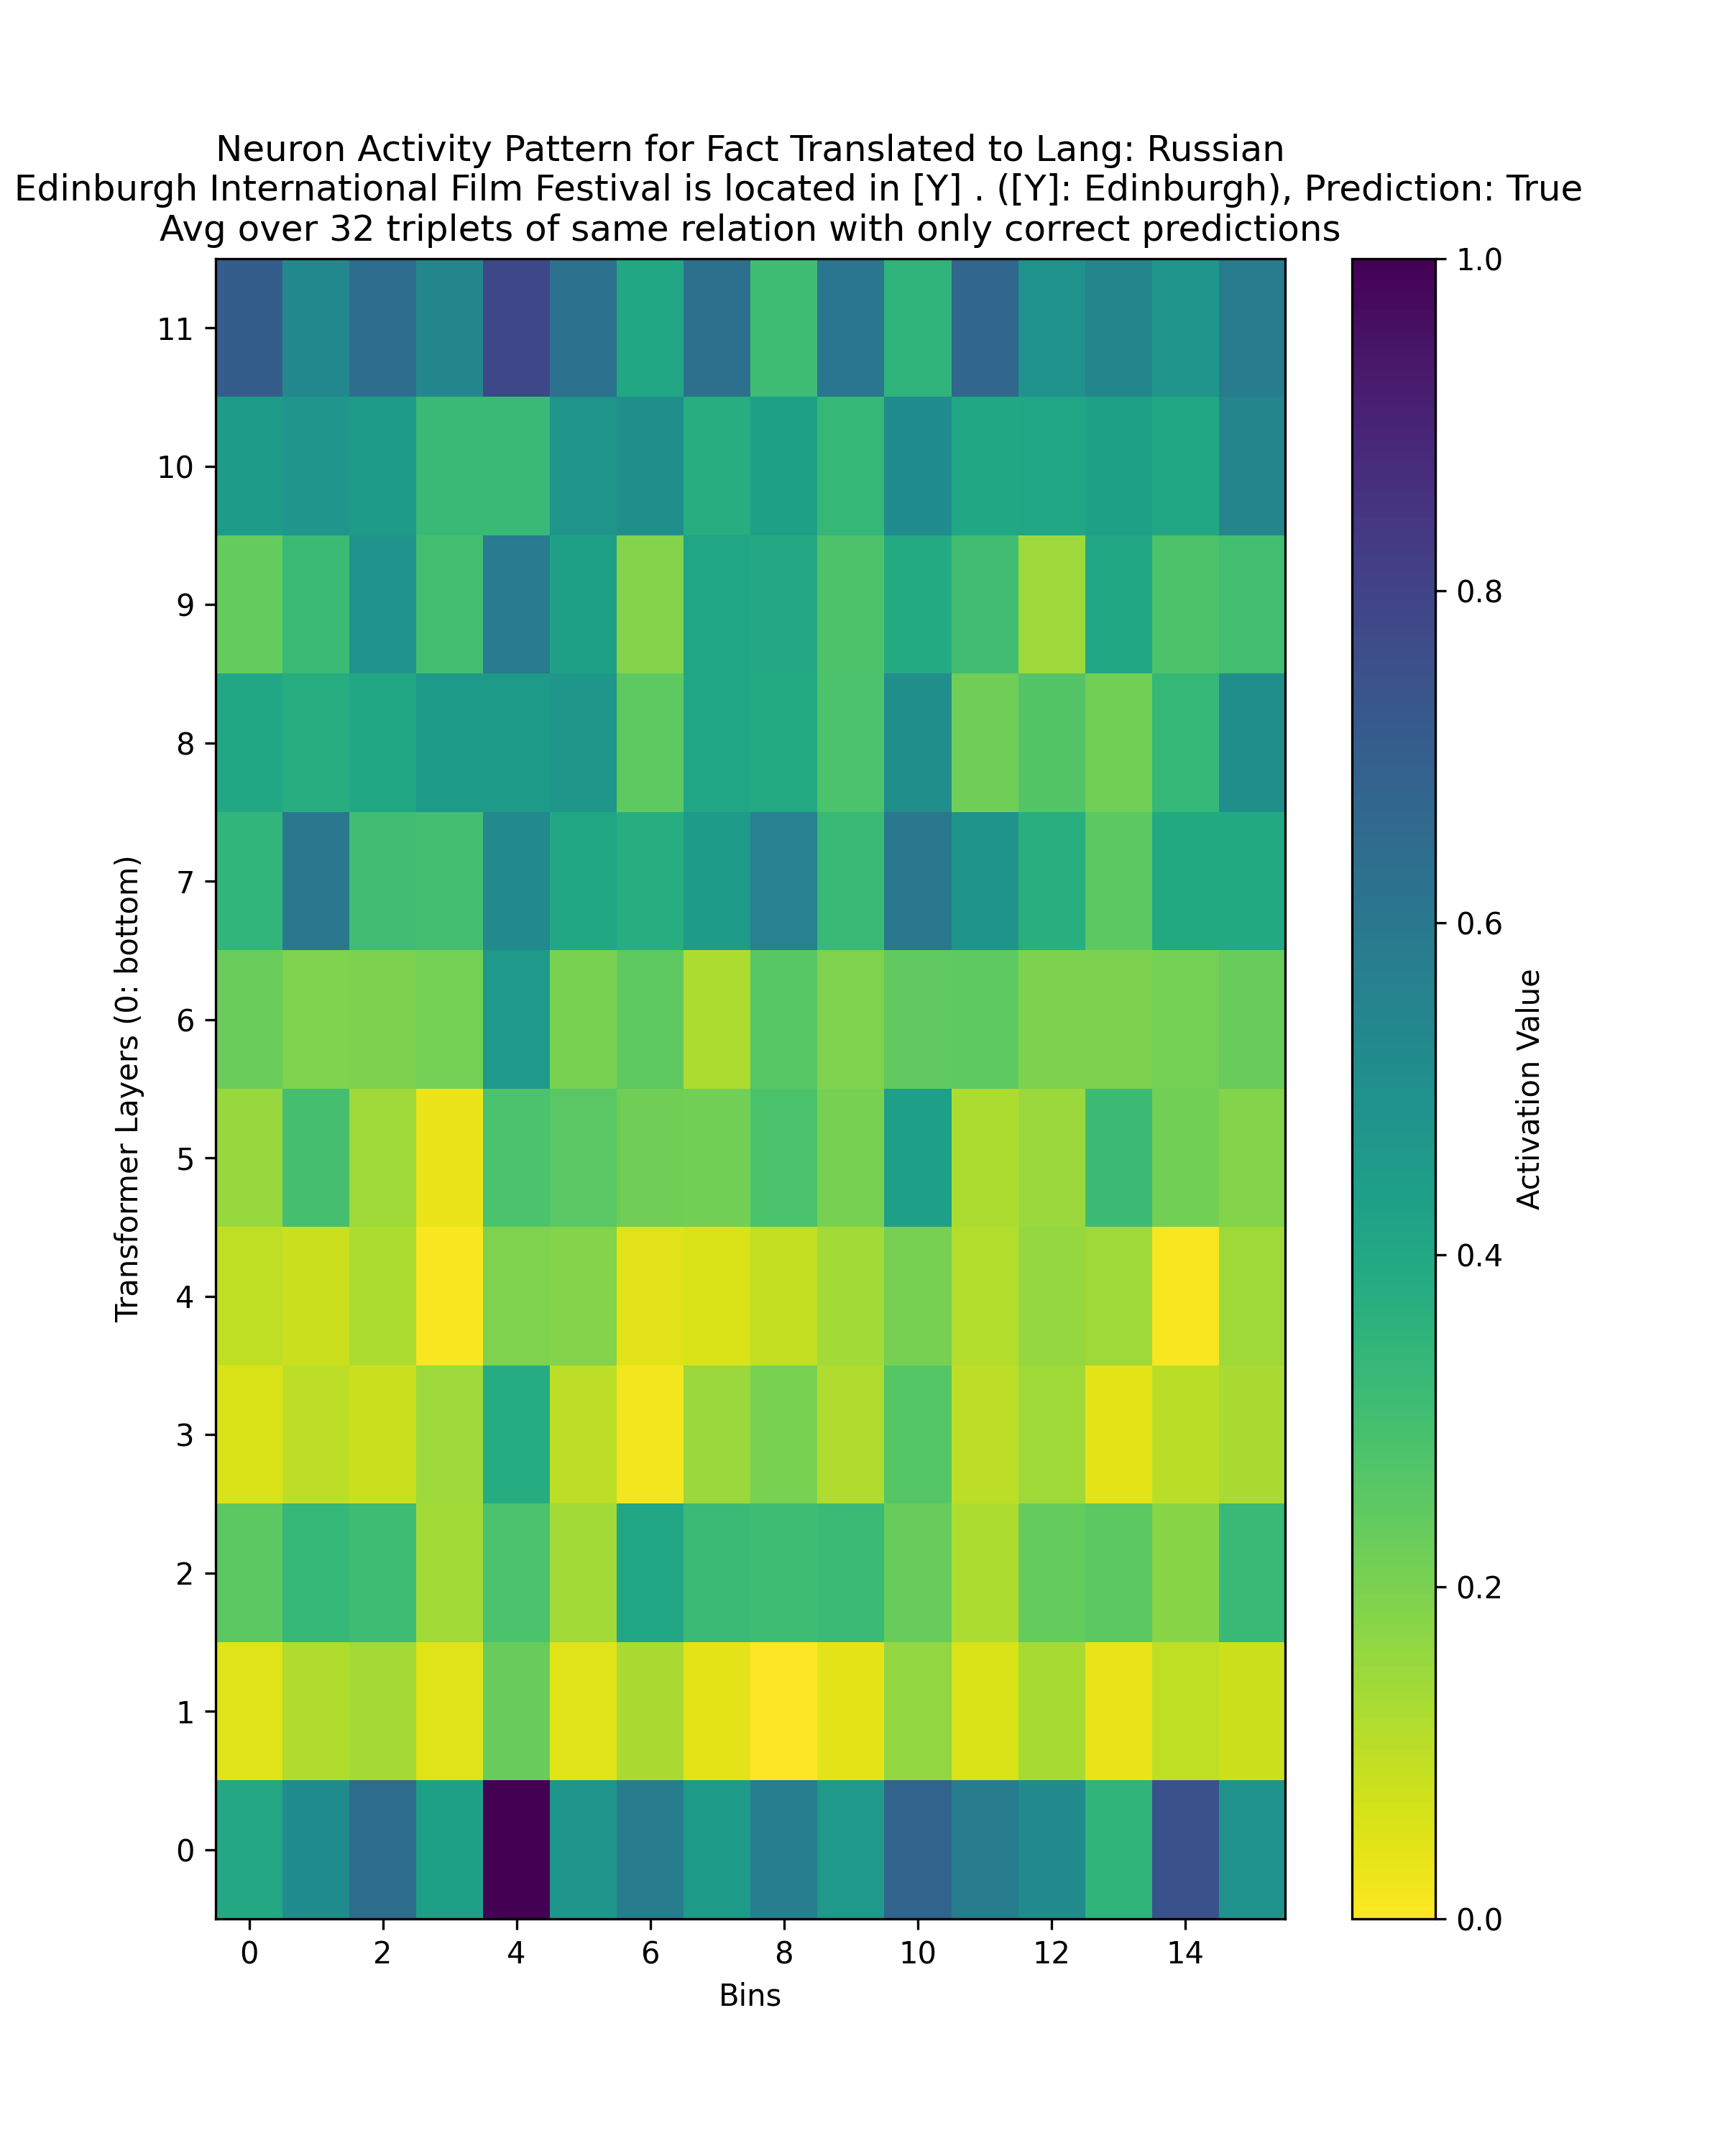 Neuron Activity Pattern for Fact Translated to Lang: Russian
Edinburgh International Film Festival is located in [Y] . ([Y]: Edinburgh), Prediction: True
Avg over 32 triplets of same relation with only correct predictions
Transformer Layers (0: bottom)
11
10
9
8
7
6
5
4
3
2
1
0
0 2 4 6 8 10 12 14
Bins
1.0
0.8
0.6
0.4
0.2
0.0
Activation Value